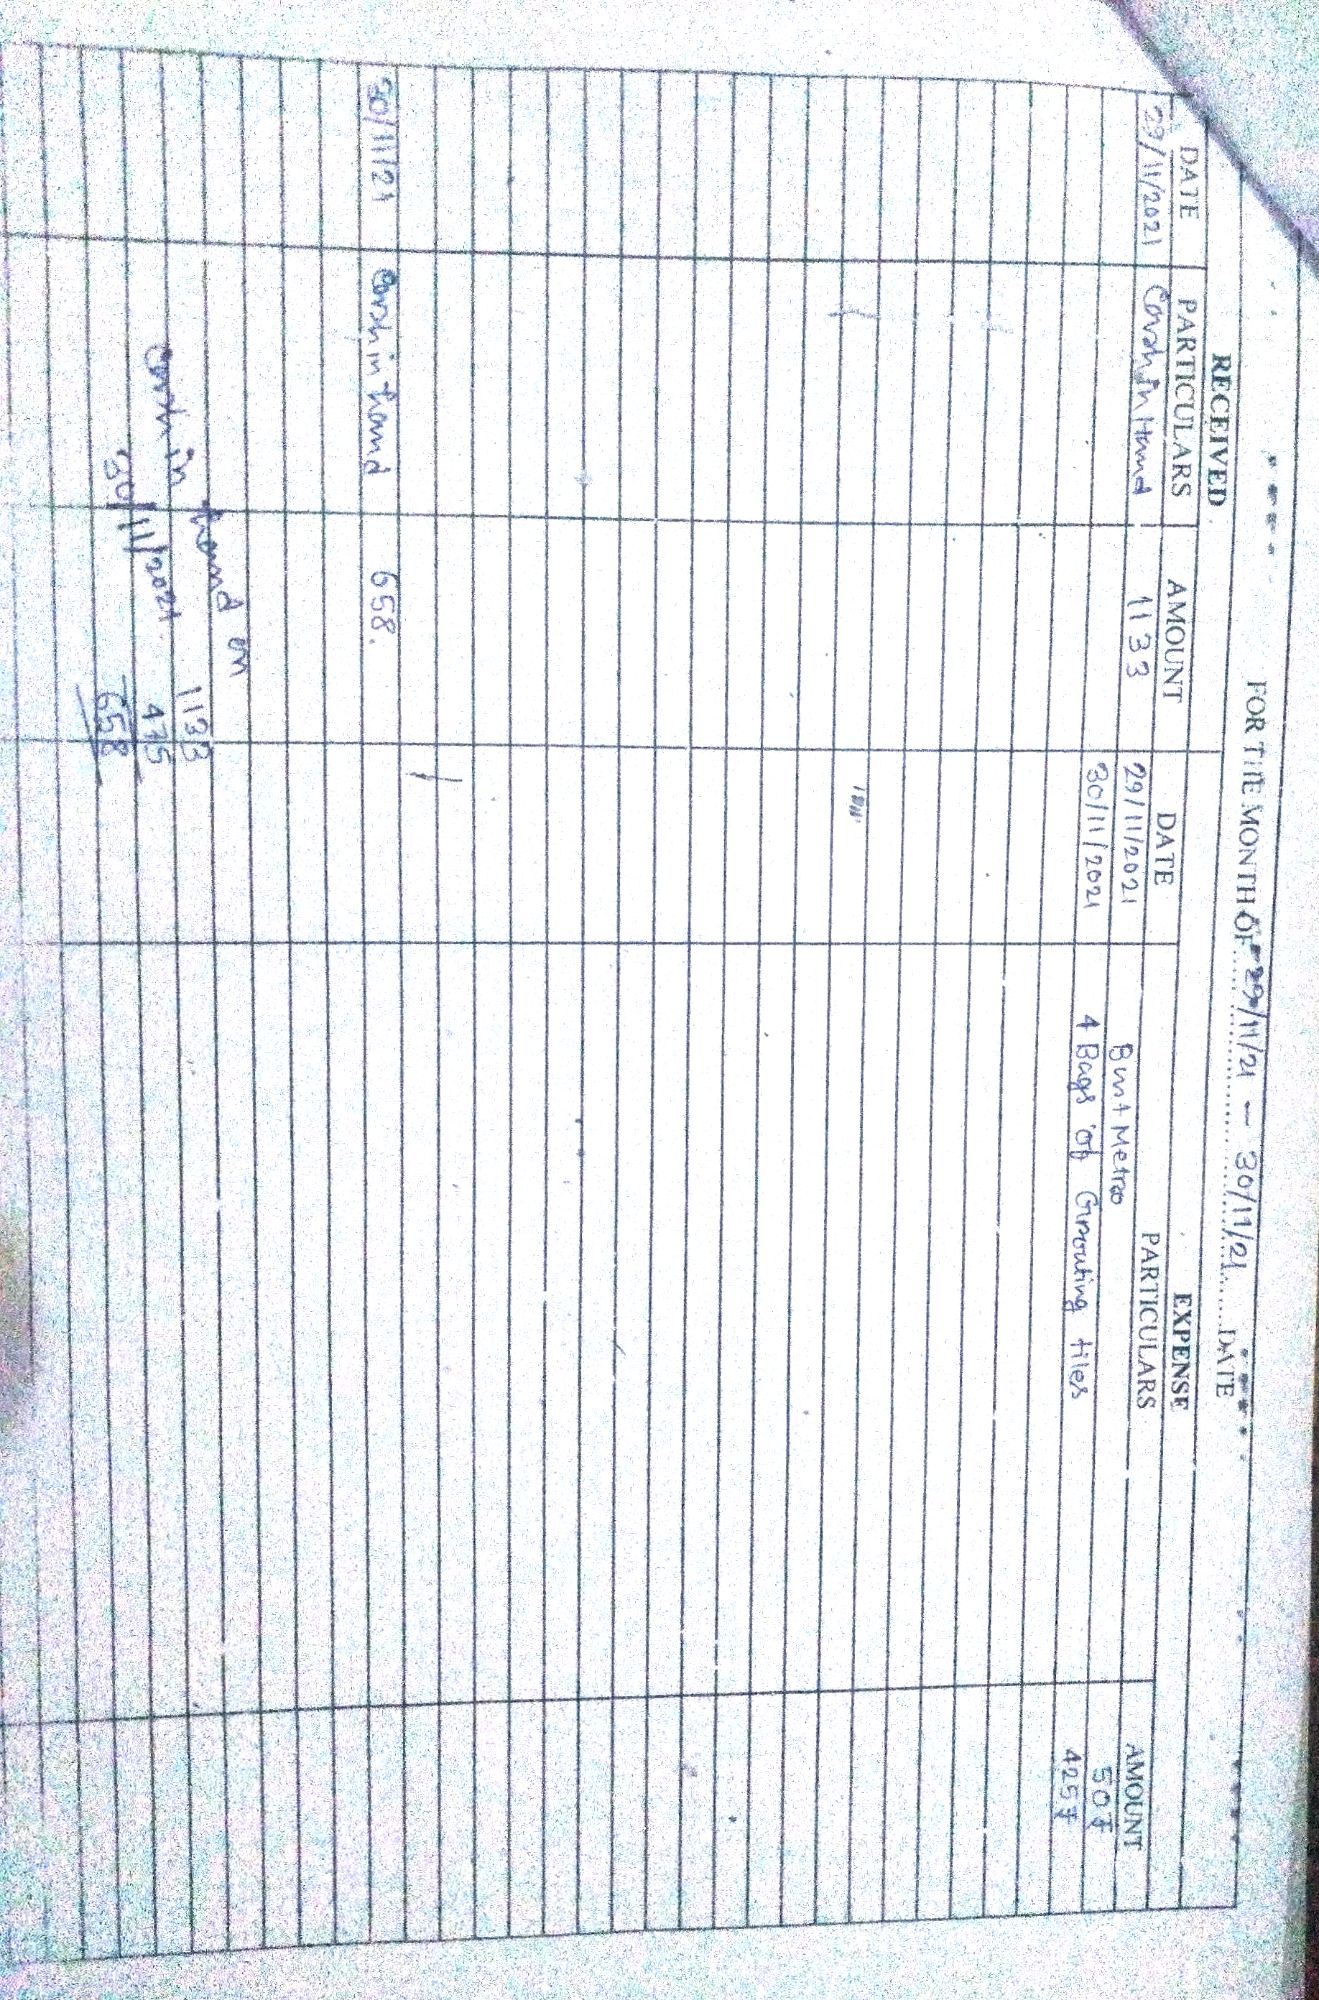 FOR THE MONTH OF 29/11/21 - 30/11/21 DATE
RECEIVED EXPENSE
DATE PARTICULARS AMOUNT DATE PARTICULARS AMOUNT
29/11/2021 Cash in Hand 1133 29/11/2021 Bmt Metro 50₹
30/11/2021 4 Bags of Grouting tiles 425₹
30/11/21 Cash in hand 658.
Cash in hand on
30/11/2021
1133
475
658